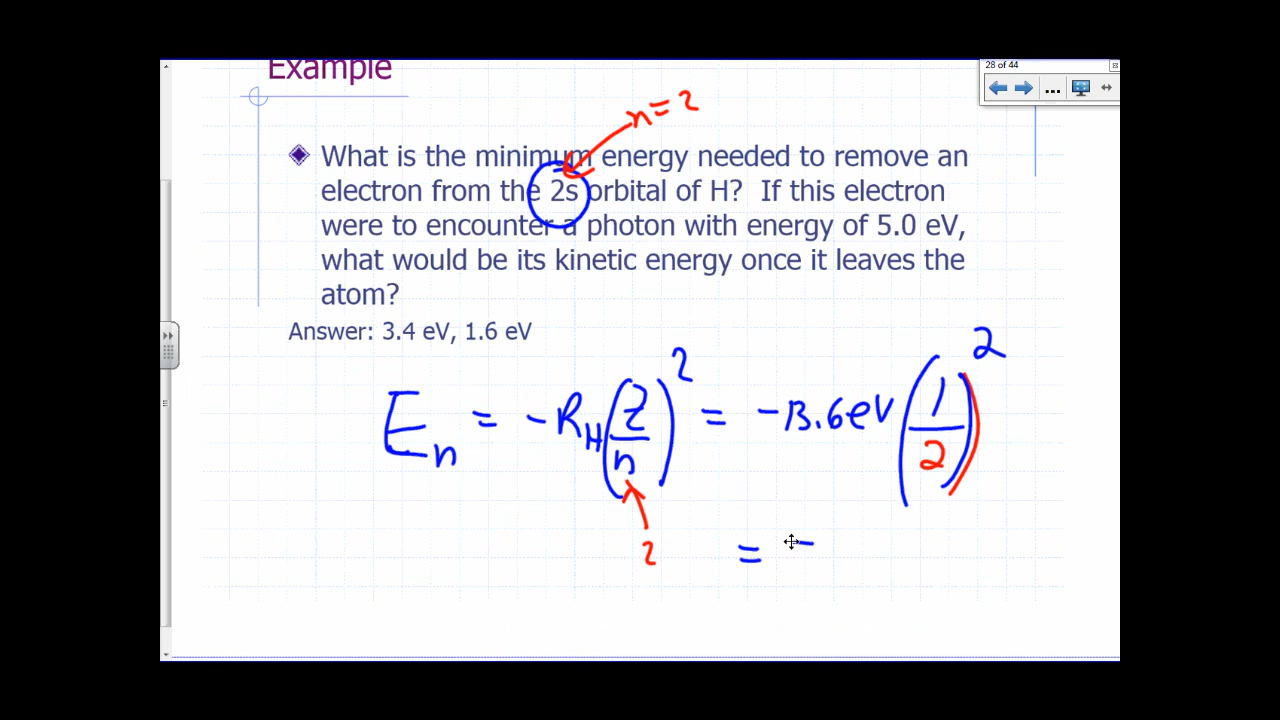 28 of 44
Example
n = 2
What is the minimum energy needed to remove an
electron from the 2s orbital of H? If this electron
were to encounter a photon with energy of 5.0 eV,
what would be its kinetic energy once it leaves the
atom?
Answer: 3.4 eV, 1.6 eV
E_n = -R_H (Z/n)^2 = -13.6eV (1/2)^2
2
= -